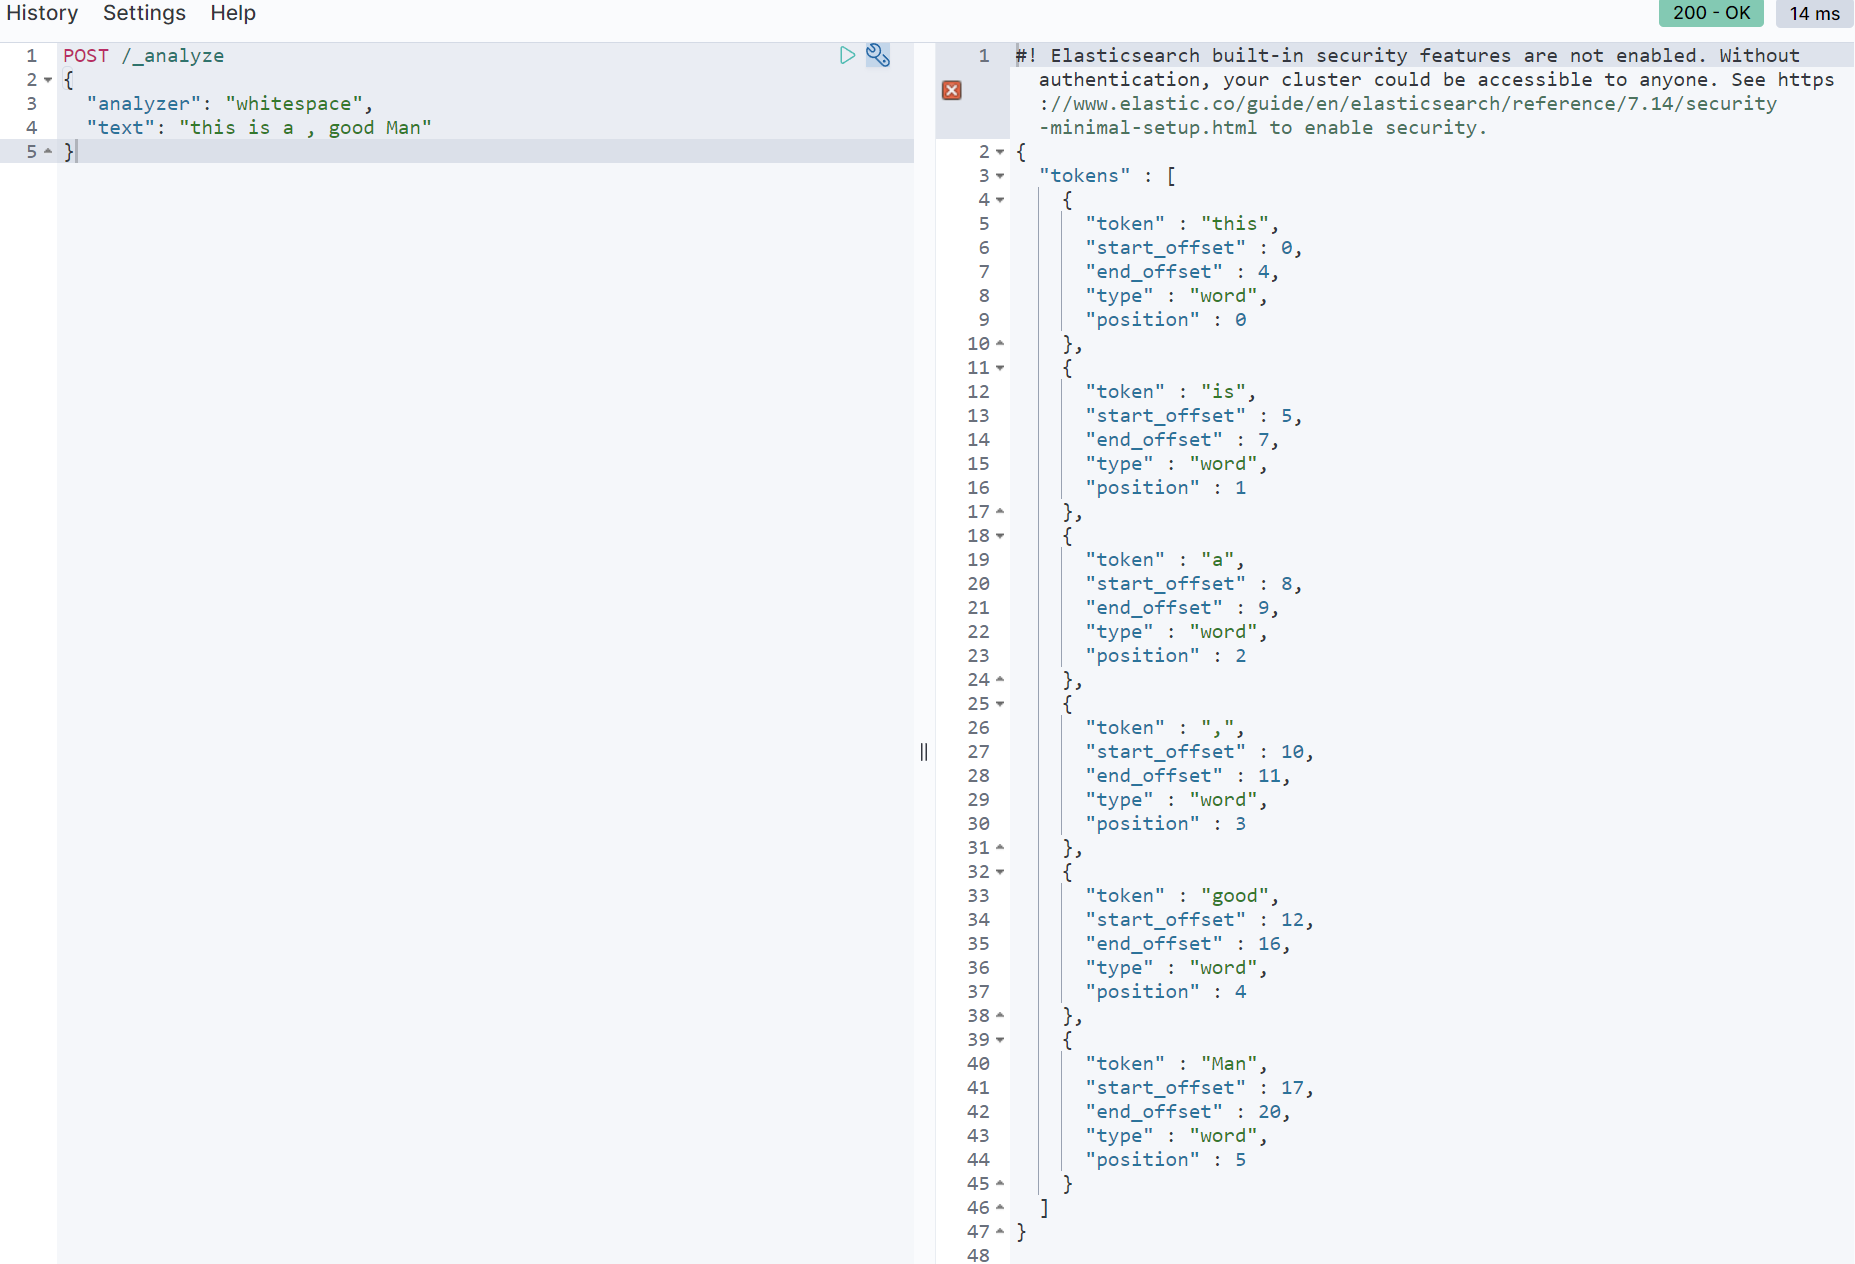 History Settings Help
200 - OK 14 ms
1 POST /_analyze
2 {
3 "analyzer": "whitespace",
4 "text": "this is a , good Man"
5 }
1 #! Elasticsearch built-in security features are not enabled. Without
authentication, your cluster could be accessible to anyone. See https
://www.elastic.co/guide/en/elasticsearch/reference/7.14/security
-minimal-setup.html to enable security.
2 {
3 "tokens" : [
4 {
5 "token" : "this",
6 "start_offset" : 0,
7 "end_offset" : 4,
8 "type" : "word",
9 "position" : 0
10 },
11 {
12 "token" : "is",
13 "start_offset" : 5,
14 "end_offset" : 7,
15 "type" : "word",
16 "position" : 1
17 },
18 {
19 "token" : "a",
20 "start_offset" : 8,
21 "end_offset" : 9,
22 "type" : "word",
23 "position" : 2
24 },
25 {
26 "token" : ",",
27 "start_offset" : 10,
28 "end_offset" : 11,
29 "type" : "word",
30 "position" : 3
31 },
32 {
33 "token" : "good",
34 "start_offset" : 12,
35 "end_offset" : 16,
36 "type" : "word",
37 "position" : 4
38 },
39 {
40 "token" : "Man",
41 "start_offset" : 17,
42 "end_offset" : 20,
43 "type" : "word",
44 "position" : 5
45 }
46 ]
47 }
48